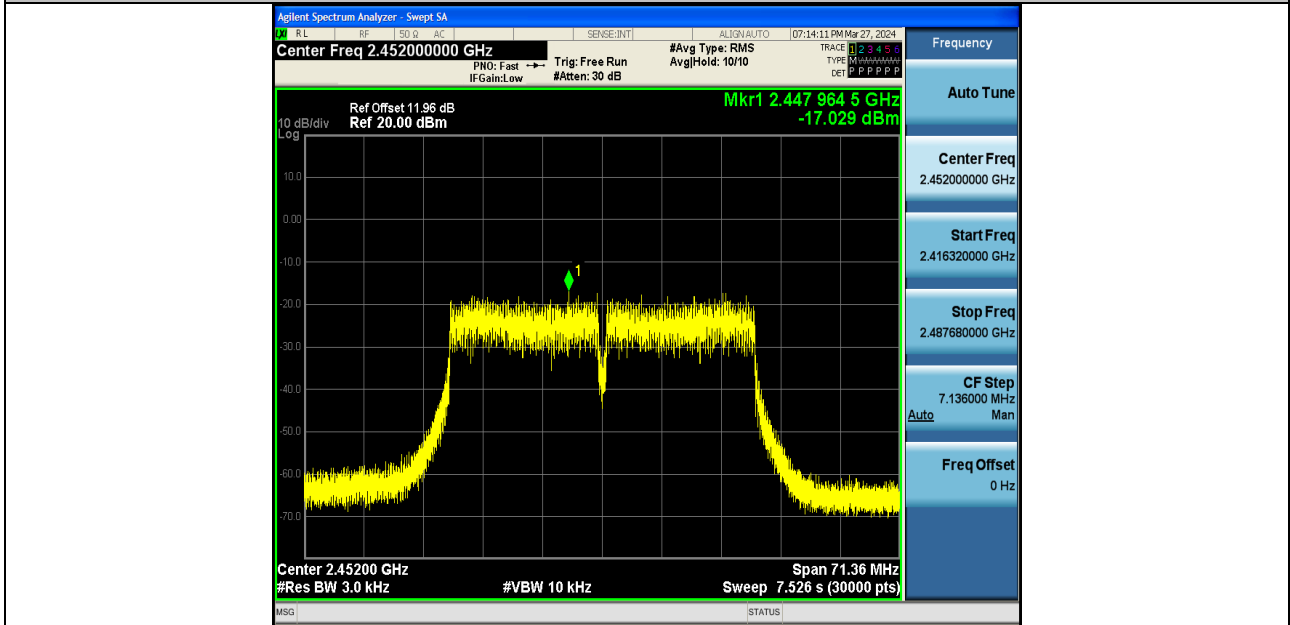 Agilent Spectrum Analyzer - Swept SA
LXI RL RF 50 Ω AC SENSE:INT ALIGN AUTO 07:14:11 PM Mar 27, 2024
Center Freq 2.452000000 GHz
PNO: Fast
IFGain:Low
Trig: Free Run
#Atten: 30 dB
#Avg Type: RMS
Avg|Hold: 10/10
TRACE 1 2 3 4 5 6
TYPE M
DET P P P P P P
Mkr1 2.447 964 5 GHz
-17.029 dBm
Ref Offset 11.96 dB
10 dB/div Ref 20.00 dBm
Log
10.0
0.00
-10.0
1
-20.0
-30.0
-40.0
-50.0
-60.0
-70.0
Center 2.45200 GHz Span 71.36 MHz
#Res BW 3.0 kHz #VBW 10 kHz Sweep 7.526 s (30000 pts)
MSG STATUS
Frequency
Auto Tune
Center Freq
2.452000000 GHz
Start Freq
2.416320000 GHz
Stop Freq
2.487680000 GHz
CF Step
7.136000 MHz
Auto Man
Freq Offset
0 Hz